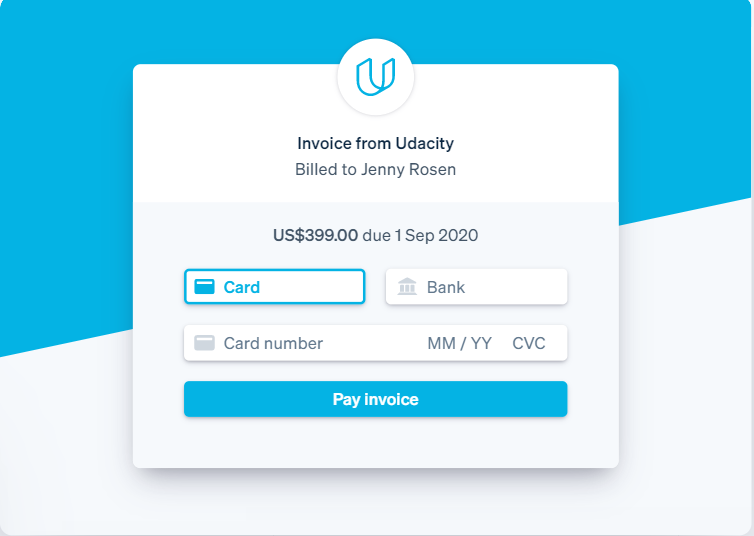 Invoice from Udacity
Billed to Jenny Rosen
US$399.00 due 1 Sep 2020
Card
Bank
Card number MM / YY CVC
Pay invoice